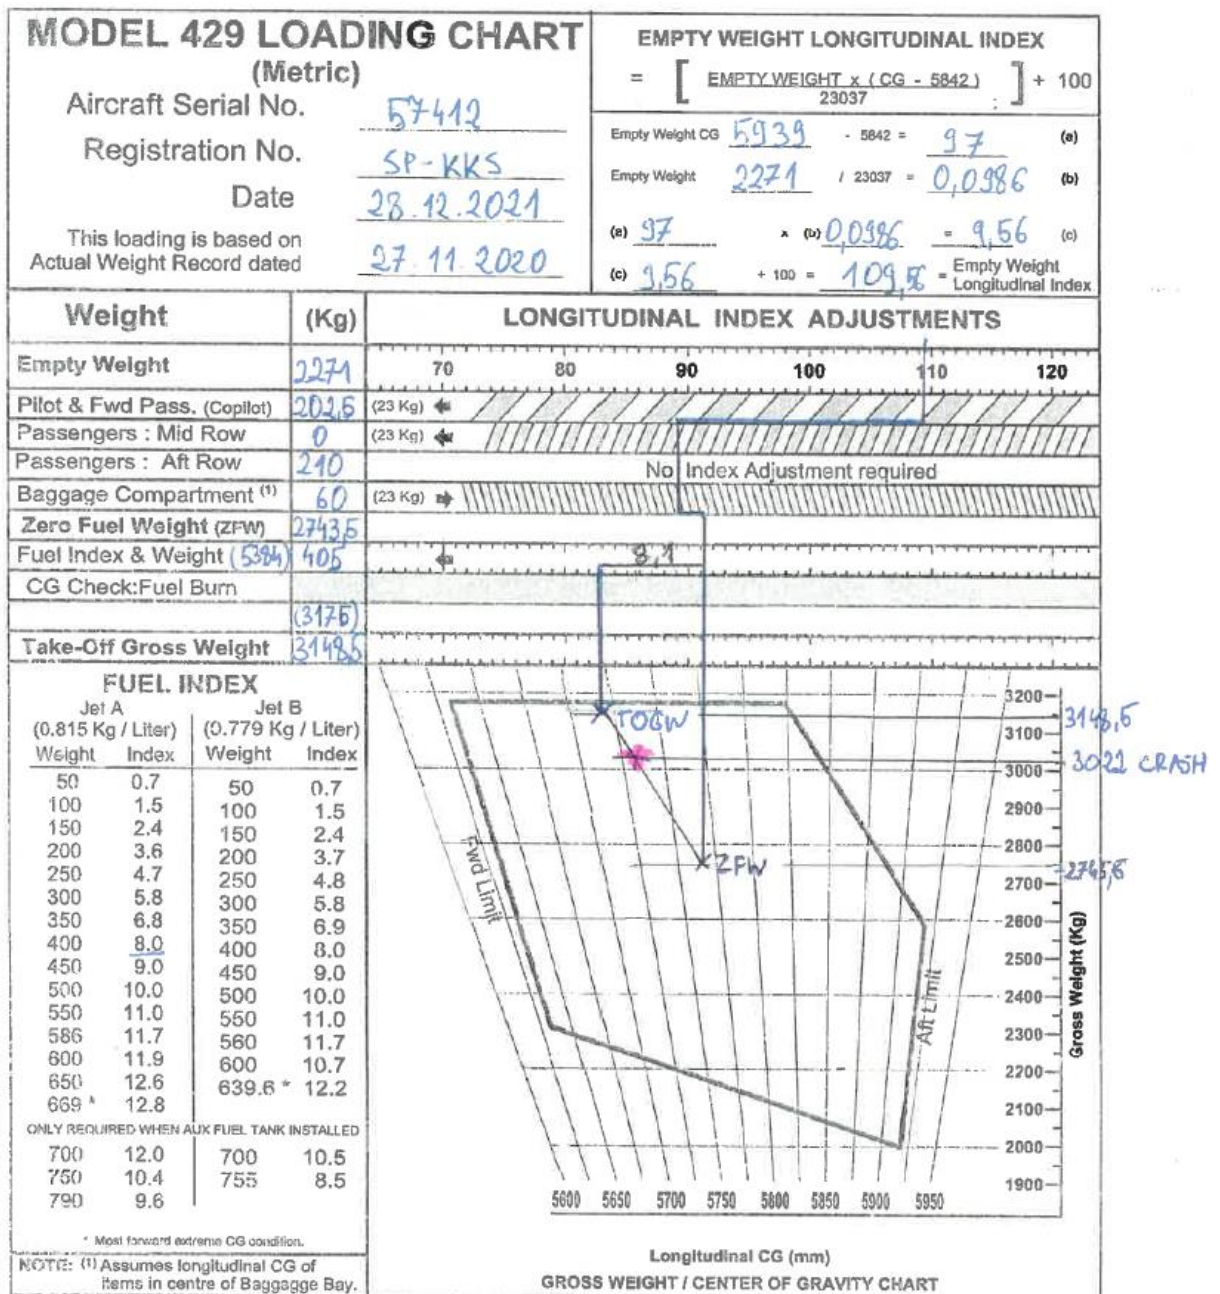 MODEL 429 LOADING CHART
(Metric)
Aircraft Serial No. 57412
Registration No. SP-KKS
Date 28.12.2021
This loading is based on
Actual Weight Record dated 27.11.2020
EMPTY WEIGHT LONGITUDINAL INDEX
= [ EMPTY WEIGHT x ( CG - 5842 ) ] + 100
23037
Empty Weight CG 5939 - 5842 = 97 (a)
Empty Weight 2271 / 23037 = 0,0986 (b)
(a) 97 x (b) 0,0986 = 9,56 (c)
(c) 9,56 + 100 = 109,56 = Empty Weight
Longitudinal Index
Weight (Kg) LONGITUDINAL INDEX ADJUSTMENTS
Empty Weight 2271 70 80 90 100 110 120
Pilot & Fwd Pass. (Copilot) 202,5 (23 Kg)
Passengers : Mid Row 0 (23 Kg)
Passengers : Aft Row 210 No Index Adjustment required
Baggage Compartment (1) 60 (23 Kg)
Zero Fuel Weight (ZFW) 2743,5
Fuel Index & Weight (5384) 405 8,1
CG Check:Fuel Burn
(3175)
Take-Off Gross Weight 3148,5
FUEL INDEX
Jet A Jet B
(0.815 Kg / Liter) (0.779 Kg / Liter)
Weight Index Weight Index
50 0.7 50 0.7
100 1.5 100 1.5
150 2.4 150 2.4
200 3.6 200 3.7
250 4.7 250 4.8
300 5.8 300 5.8
350 6.8 350 6.9
400 8.0 400 8.0
450 9.0 450 9.0
500 10.0 500 10.0
550 11.0 550 11.0
586 11.7 560 11.7
600 11.9 600 10.7
650 12.6 639.6 * 12.2
669 * 12.8
ONLY REQUIRED WHEN AUX FUEL TANK INSTALLED
700 12.0 700 10.5
750 10.4 755 8.5
790 9.6
* Most forward extreme CG condition.
NOTE: (1) Assumes longitudinal CG of
items in centre of Baggagge Bay.
TOGW
ZFW
Fwd Limit
Aft Limit
3200
3148,5
3100
3022 CRASH
3000
2900
2800
2700
2600
2500
2400
2300
2200
2100
2000
1900
Gross Weight (Kg)
5600 5650 5700 5750 5800 5850 5900 5950
Longitudinal CG (mm)
GROSS WEIGHT / CENTER OF GRAVITY CHART